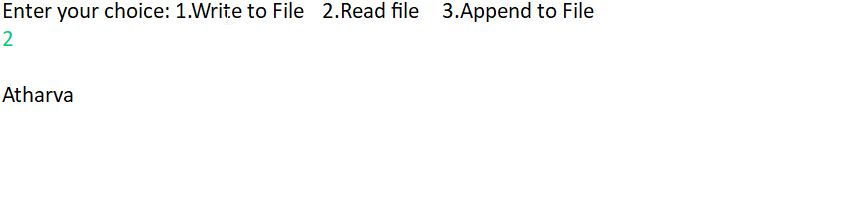 Enter your choice: 1.Write to File 2.Read file 3.Append to File
2
Atharva